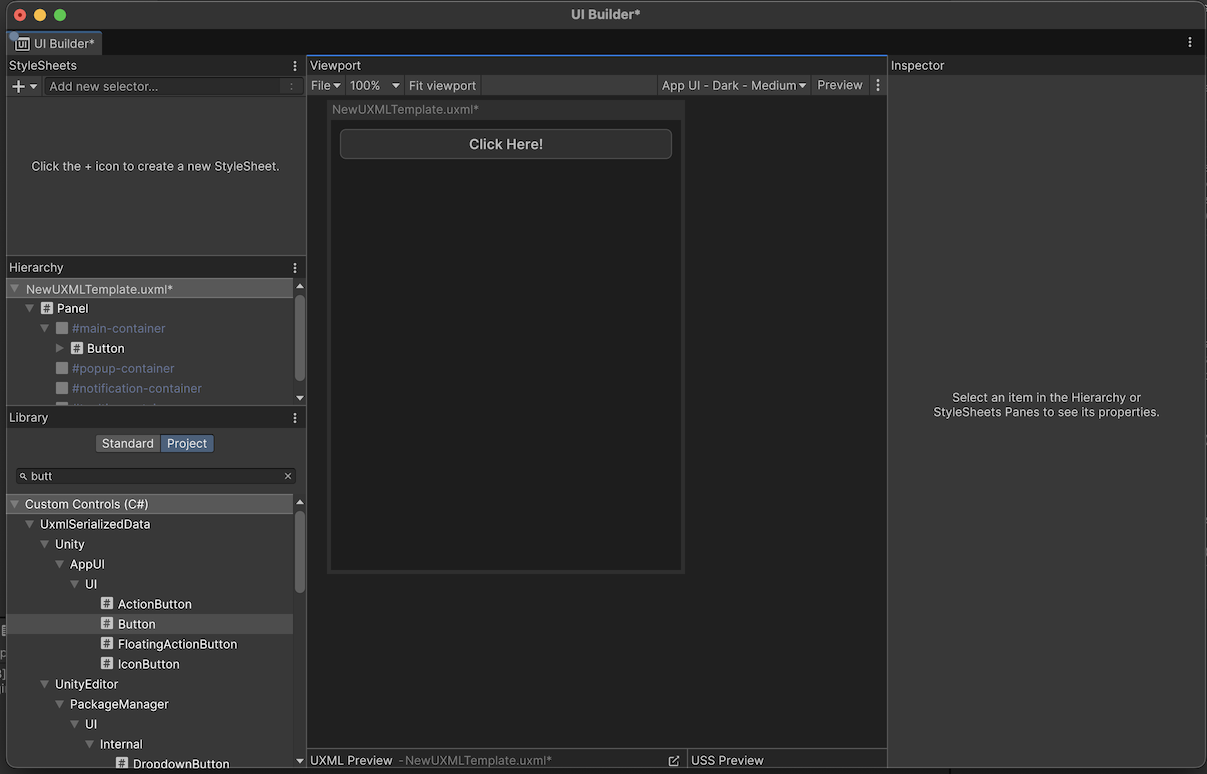 UI Builder*
UI Builder*
StyleSheets
Add new selector...
Click the + icon to create a new StyleSheet.
Hierarchy
NewUXMLTemplate.uxml*
# Panel
#main-container
# Button
#popup-container
#notification-container
Library
Standard Project
butt
Custom Controls (C#)
UxmlSerializedData
Unity
AppUI
UI
# ActionButton
# Button
# FloatingActionButton
# IconButton
UnityEditor
PackageManager
UI
Internal
# DropdownButton
Viewport
File 100% Fit viewport App UI - Dark - Medium Preview
NewUXMLTemplate.uxml*
Click Here!
UXML Preview - NewUXMLTemplate.uxml*
USS Preview
Inspector
Select an item in the Hierarchy or
StyleSheets Panes to see its properties.